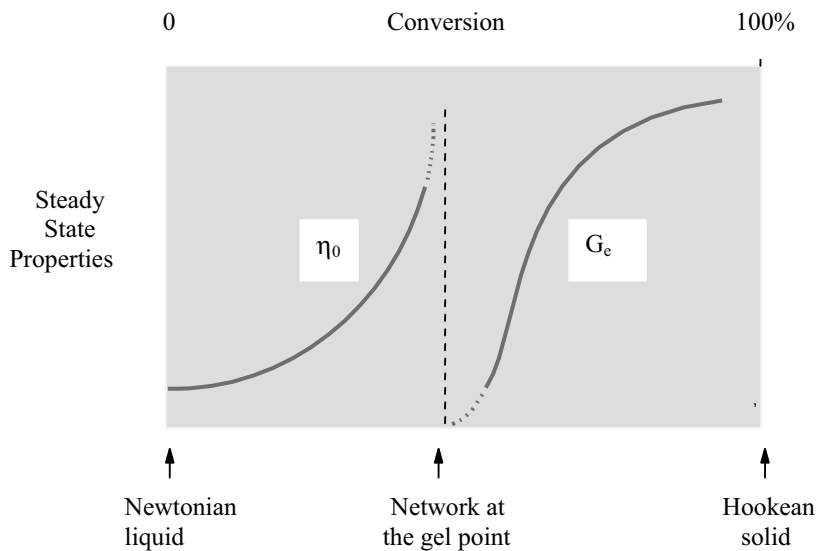 0 Conversion 100%
Steady
State
Properties
η₀
Gₑ
,
Newtonian
liquid
Network at
the gel point
Hookean
solid